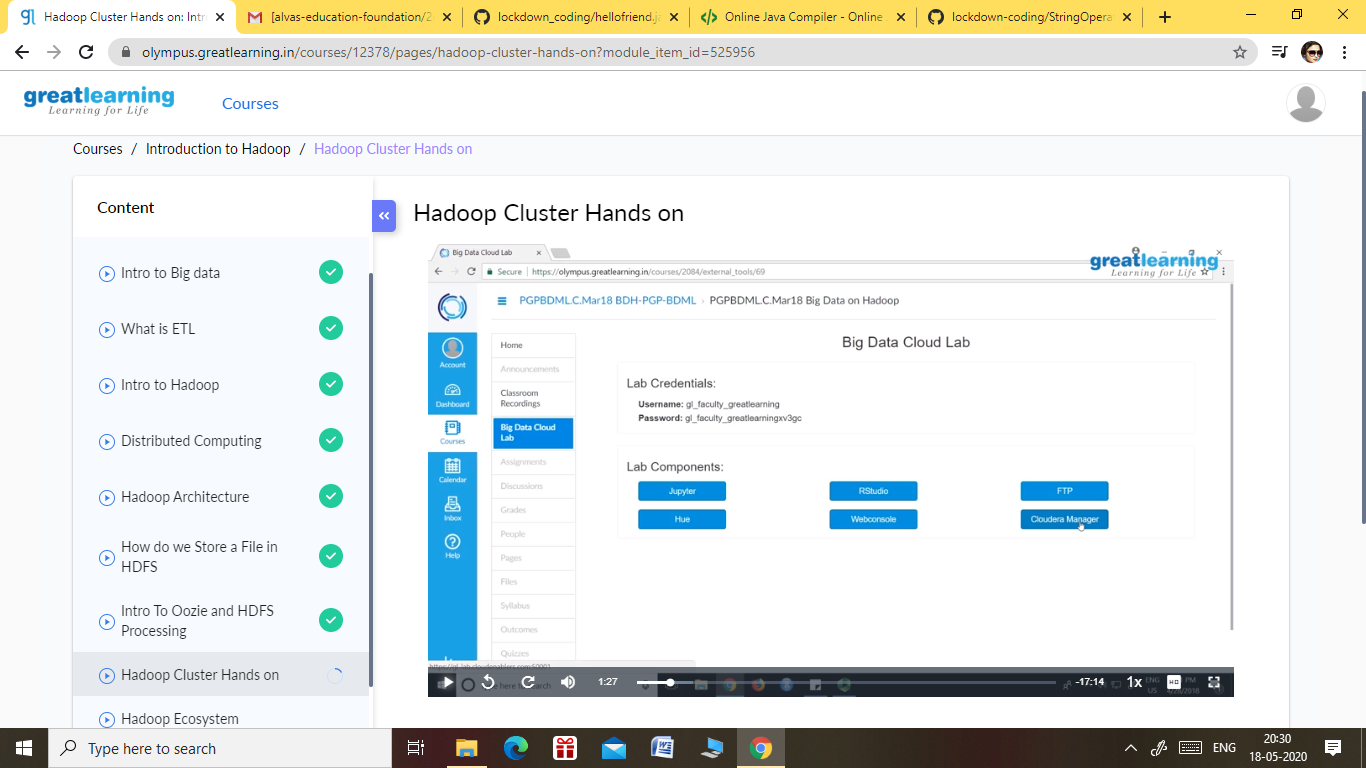 Hadoop Cluster Hands on: Intr
[alvas-education-foundation/2
lockdown_coding/hellofriend.ja
Online Java Compiler - Online
lockdown-coding/StringOpera
olympus.greatlearning.in/courses/12378/pages/hadoop-cluster-hands-on?module_item_id=525956
greatlearning
Learning for Life
Courses
Courses / Introduction to Hadoop / Hadoop Cluster Hands on
Content
Intro to Big data
What is ETL
Intro to Hadoop
Distributed Computing
Hadoop Architecture
How do we Store a File in
HDFS
Intro To Oozie and HDFS
Processing
Hadoop Cluster Hands on
Hadoop Ecosystem
Hadoop Cluster Hands on
Big Data Cloud Lab
Secure https://olympus.greatlearning.in/courses/2084/external_tools/69
greatlearning
Learning for Life
PGPBDML.C.Mar18 BDH-PGP-BDML › PGPBDML.C.Mar18 Big Data on Hadoop
Account
Dashboard
Courses
Calendar
Inbox
Help
Home
Announcements
Classroom
Recordings
Big Data Cloud
Lab
Assignments
Discussions
Grades
People
Pages
Files
Syllabus
Outcomes
Quizzes
Big Data Cloud Lab
Lab Credentials:
Username: gl_faculty_greatlearning
Password: gl_faculty_greatlearningxv3gc
Lab Components:
Jupyter RStudio FTP
Hue Webconsole Cloudera Manager
1:27 -17:14 1x HD
Type here to search
ENG
20:30
18-05-2020